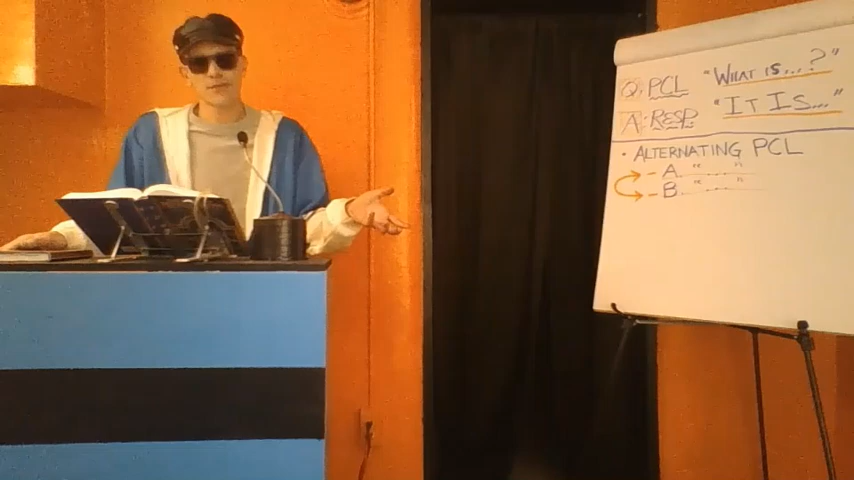 Q: PCL "WHAT IS...?"
A: RESP. "IT IS..."
• ALTERNATING PCL
- A. " ...... "
- B " ...... "